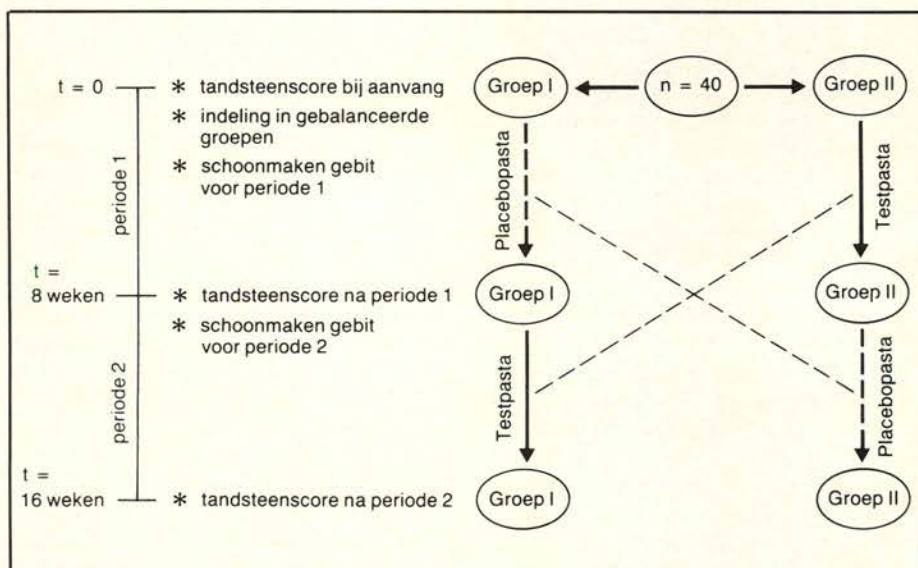 t = 0
* tandsteenscore bij aanvang
* indeling in gebalanceerde
groepen
* schoonmaken gebit
voor periode 1
periode 1
t =
8 weken
* tandsteenscore na periode 1
* schoonmaken gebit
voor periode 2
periode 2
t =
16 weken
* tandsteenscore na periode 2
Groep I
n = 40
Groep II
Placebopasta
Testpasta
Groep I
Groep II
Testpasta
Placebopasta
Groep I
Groep II